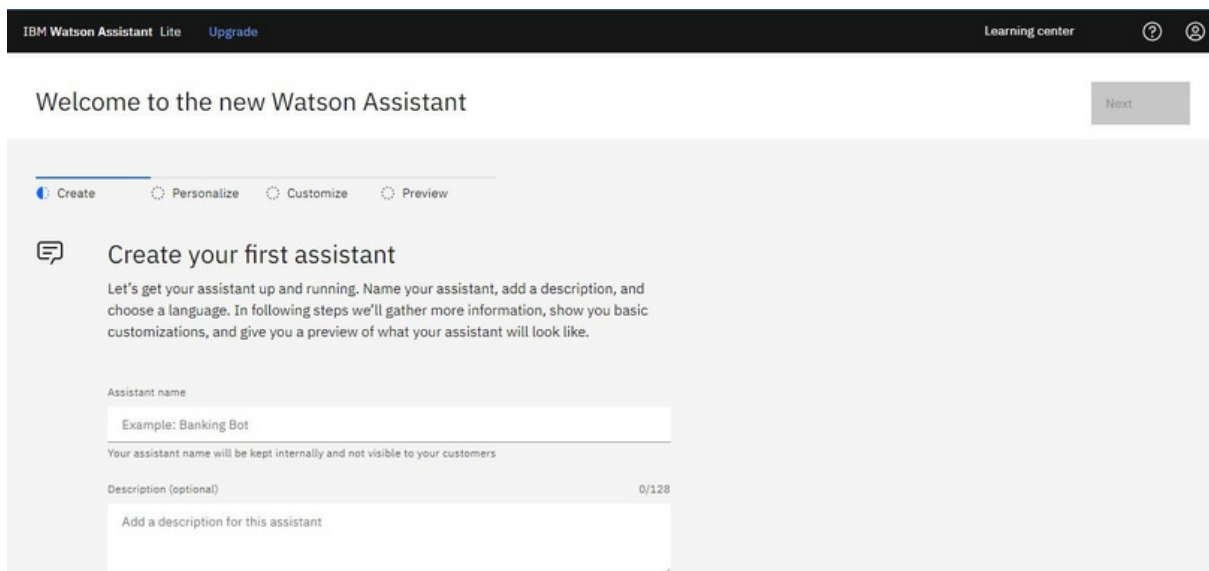 IBM Watson Assistant Lite Upgrade Learning center
Welcome to the new Watson Assistant
Next
Create Personalize Customize Preview
Create your first assistant
Let's get your assistant up and running. Name your assistant, add a description, and
choose a language. In following steps we'll gather more information, show you basic
customizations, and give you a preview of what your assistant will look like.
Assistant name
Example: Banking Bot
Your assistant name will be kept internally and not visible to your customers
Description (optional) 0/128
Add a description for this assistant